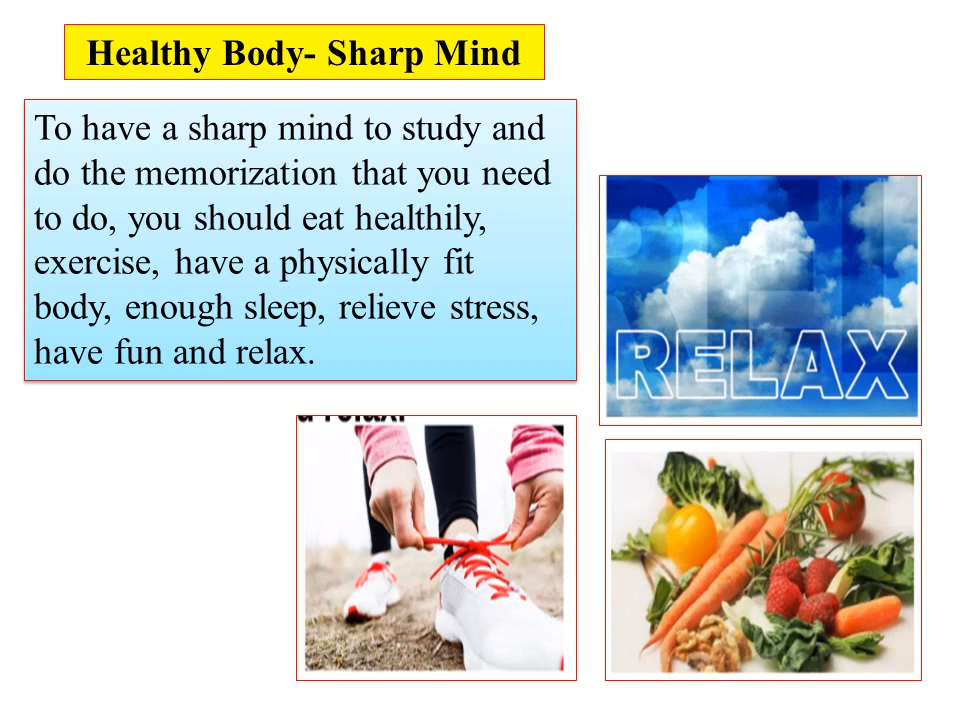 Healthy Body- Sharp Mind
To have a sharp mind to study and
do the memorization that you need
to do, you should eat healthily,
exercise, have a physically fit
body, enough sleep, relieve stress,
have fun and relax.
RELAX